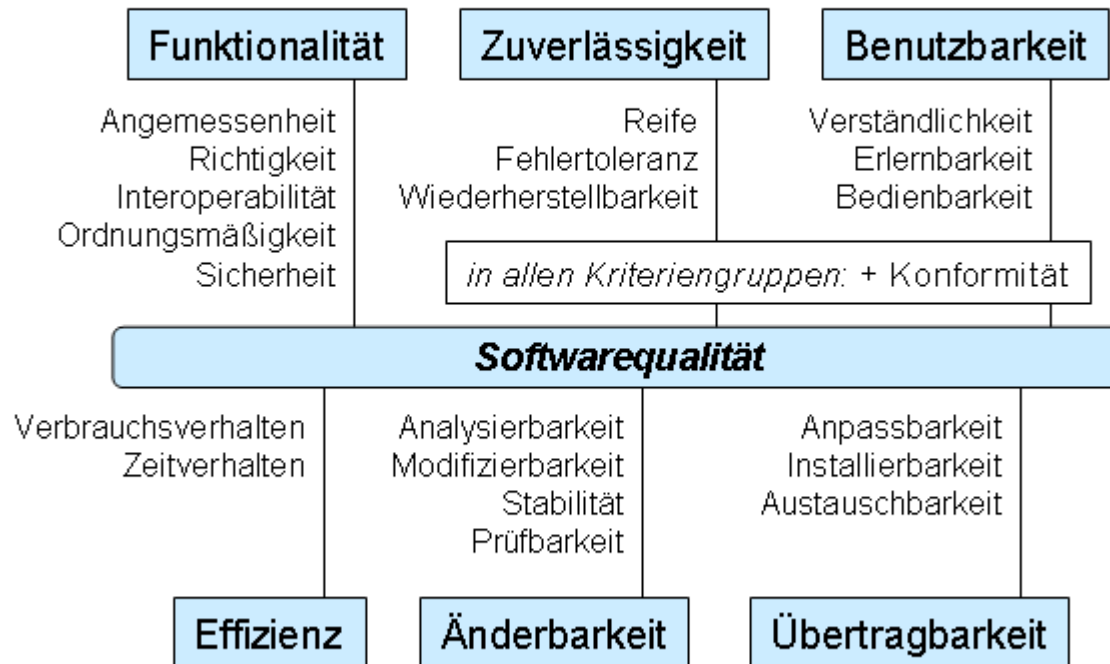 Funktionalität
Zuverlässigkeit
Benutzbarkeit
Angemessenheit
Richtigkeit
Interoperabilität
Ordnungsmäßigkeit
Sicherheit
Reife
Fehlertoleranz
Wiederherstellbarkeit
Verständlichkeit
Erlernbarkeit
Bedienbarkeit
in allen Kriteriengruppen: + Konformität
Softwarequalität
Verbrauchsverhalten
Zeitverhalten
Analysierbarkeit
Modifizierbarkeit
Stabilität
Prüfbarkeit
Anpassbarkeit
Installierbarkeit
Austauschbarkeit
Effizienz
Änderbarkeit
Übertragbarkeit